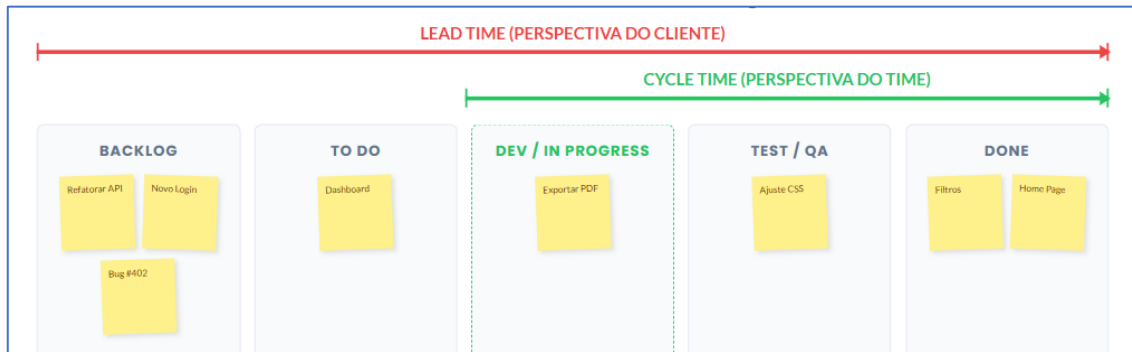 LEAD TIME (PERSPECTIVA DO CLIENTE)
CYCLE TIME (PERSPECTIVA DO TIME)
BACKLOG
Refatorar API
Novo Login
Bug #402
TO DO
Dashboard
DEV / IN PROGRESS
Exportar PDF
TEST / QA
Ajuste CSS
DONE
Filtros
Home Page